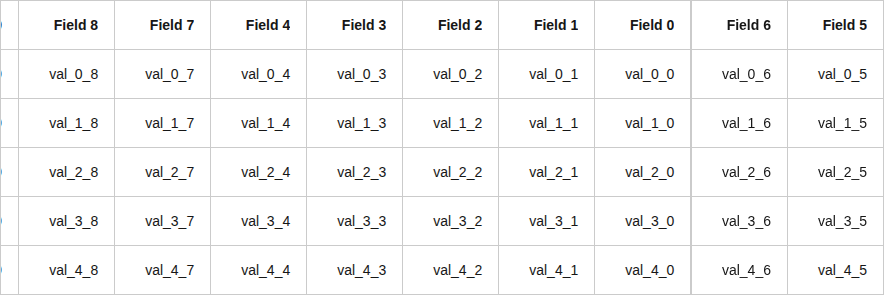 Field 8 Field 7 Field 4 Field 3 Field 2 Field 1 Field 0 Field 6 Field 5
val_0_8 val_0_7 val_0_4 val_0_3 val_0_2 val_0_1 val_0_0 val_0_6 val_0_5
val_1_8 val_1_7 val_1_4 val_1_3 val_1_2 val_1_1 val_1_0 val_1_6 val_1_5
val_2_8 val_2_7 val_2_4 val_2_3 val_2_2 val_2_1 val_2_0 val_2_6 val_2_5
val_3_8 val_3_7 val_3_4 val_3_3 val_3_2 val_3_1 val_3_0 val_3_6 val_3_5
val_4_8 val_4_7 val_4_4 val_4_3 val_4_2 val_4_1 val_4_0 val_4_6 val_4_5